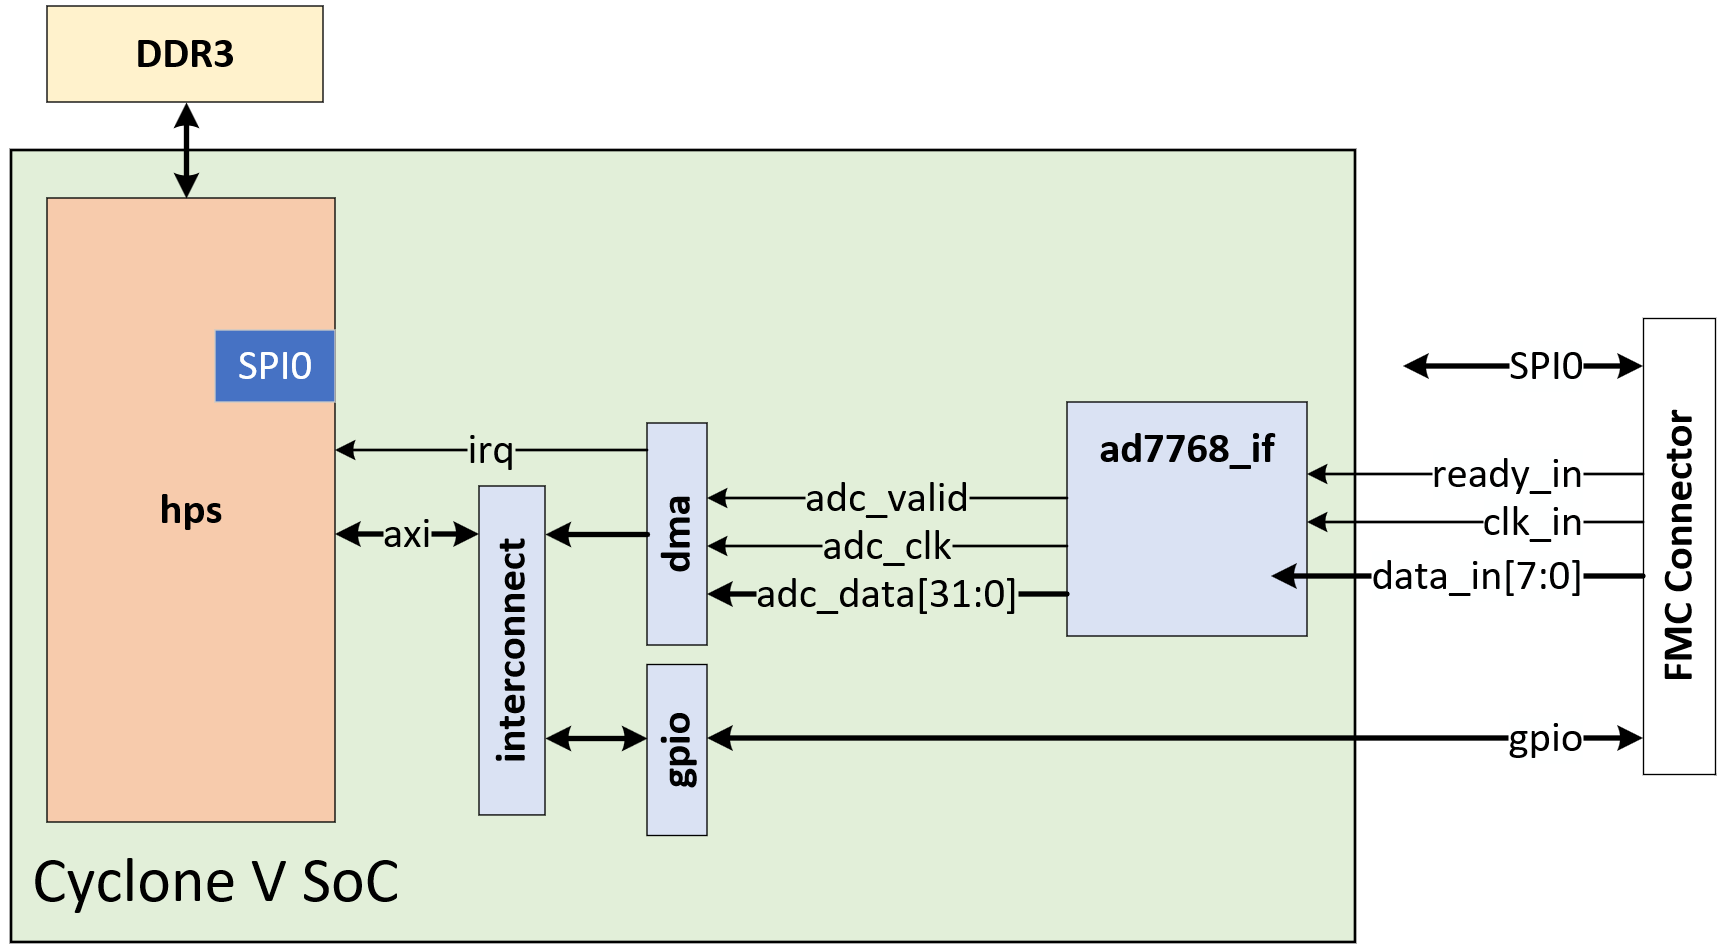 DDR3
SPI0
SPI0
irq
ad7768_if
hps
axi
interconnect
dma
adc_valid
adc_clk
adc_data[31:0]
ready_in
clk_in
data_in[7:0]
FMC Connector
gpio
gpio
Cyclone V SoC